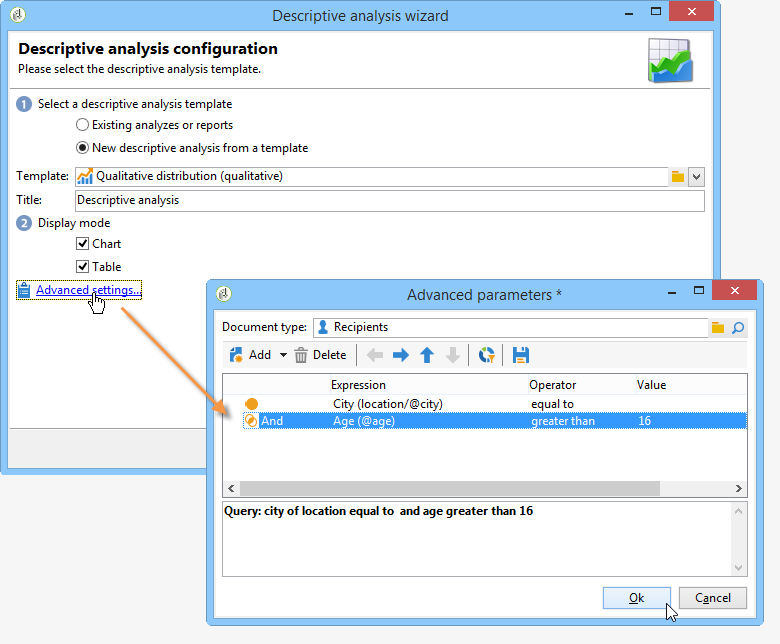 Descriptive analysis wizard
Descriptive analysis configuration
Please select the descriptive analysis template.
1 Select a descriptive analysis template
Existing analyzes or reports
New descriptive analysis from a template
Template: Qualitative distribution (qualitative)
Title: Descriptive analysis
2 Display mode
Chart
Table
Advanced settings...
Advanced parameters *
Document type: Recipients
Add Delete
Expression Operator Value
City (location/@city) equal to
And Age (@age) greater than 16
Query: city of location equal to  and age greater than 16
Ok Cancel